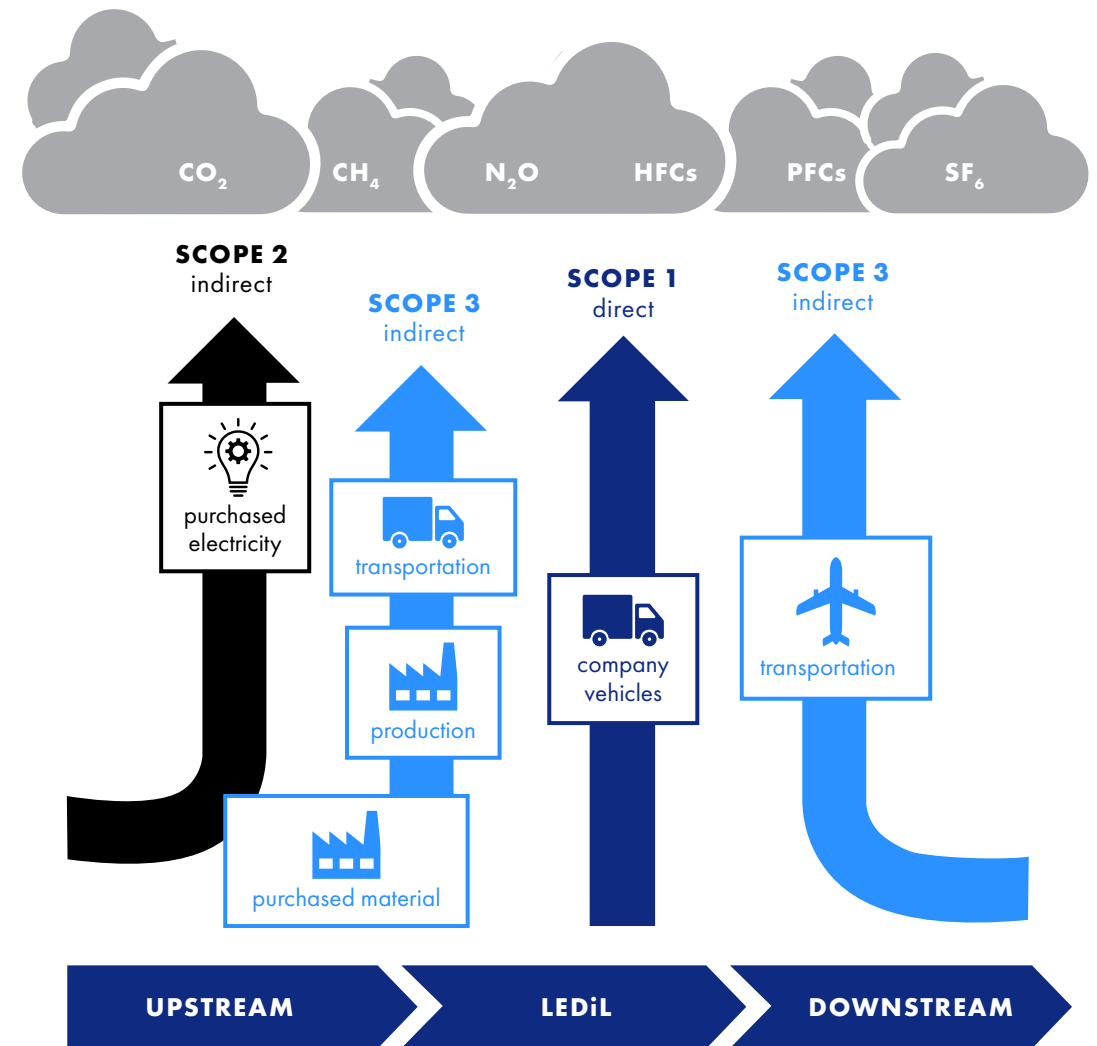 CO₂
CH₄
N₂O
HFCs
PFCs
SF₆
SCOPE 2
indirect
purchased
electricity
SCOPE 3
indirect
transportation
production
purchased material
SCOPE 1
direct
company
vehicles
SCOPE 3
indirect
transportation
UPSTREAM
LEDiL
DOWNSTREAM